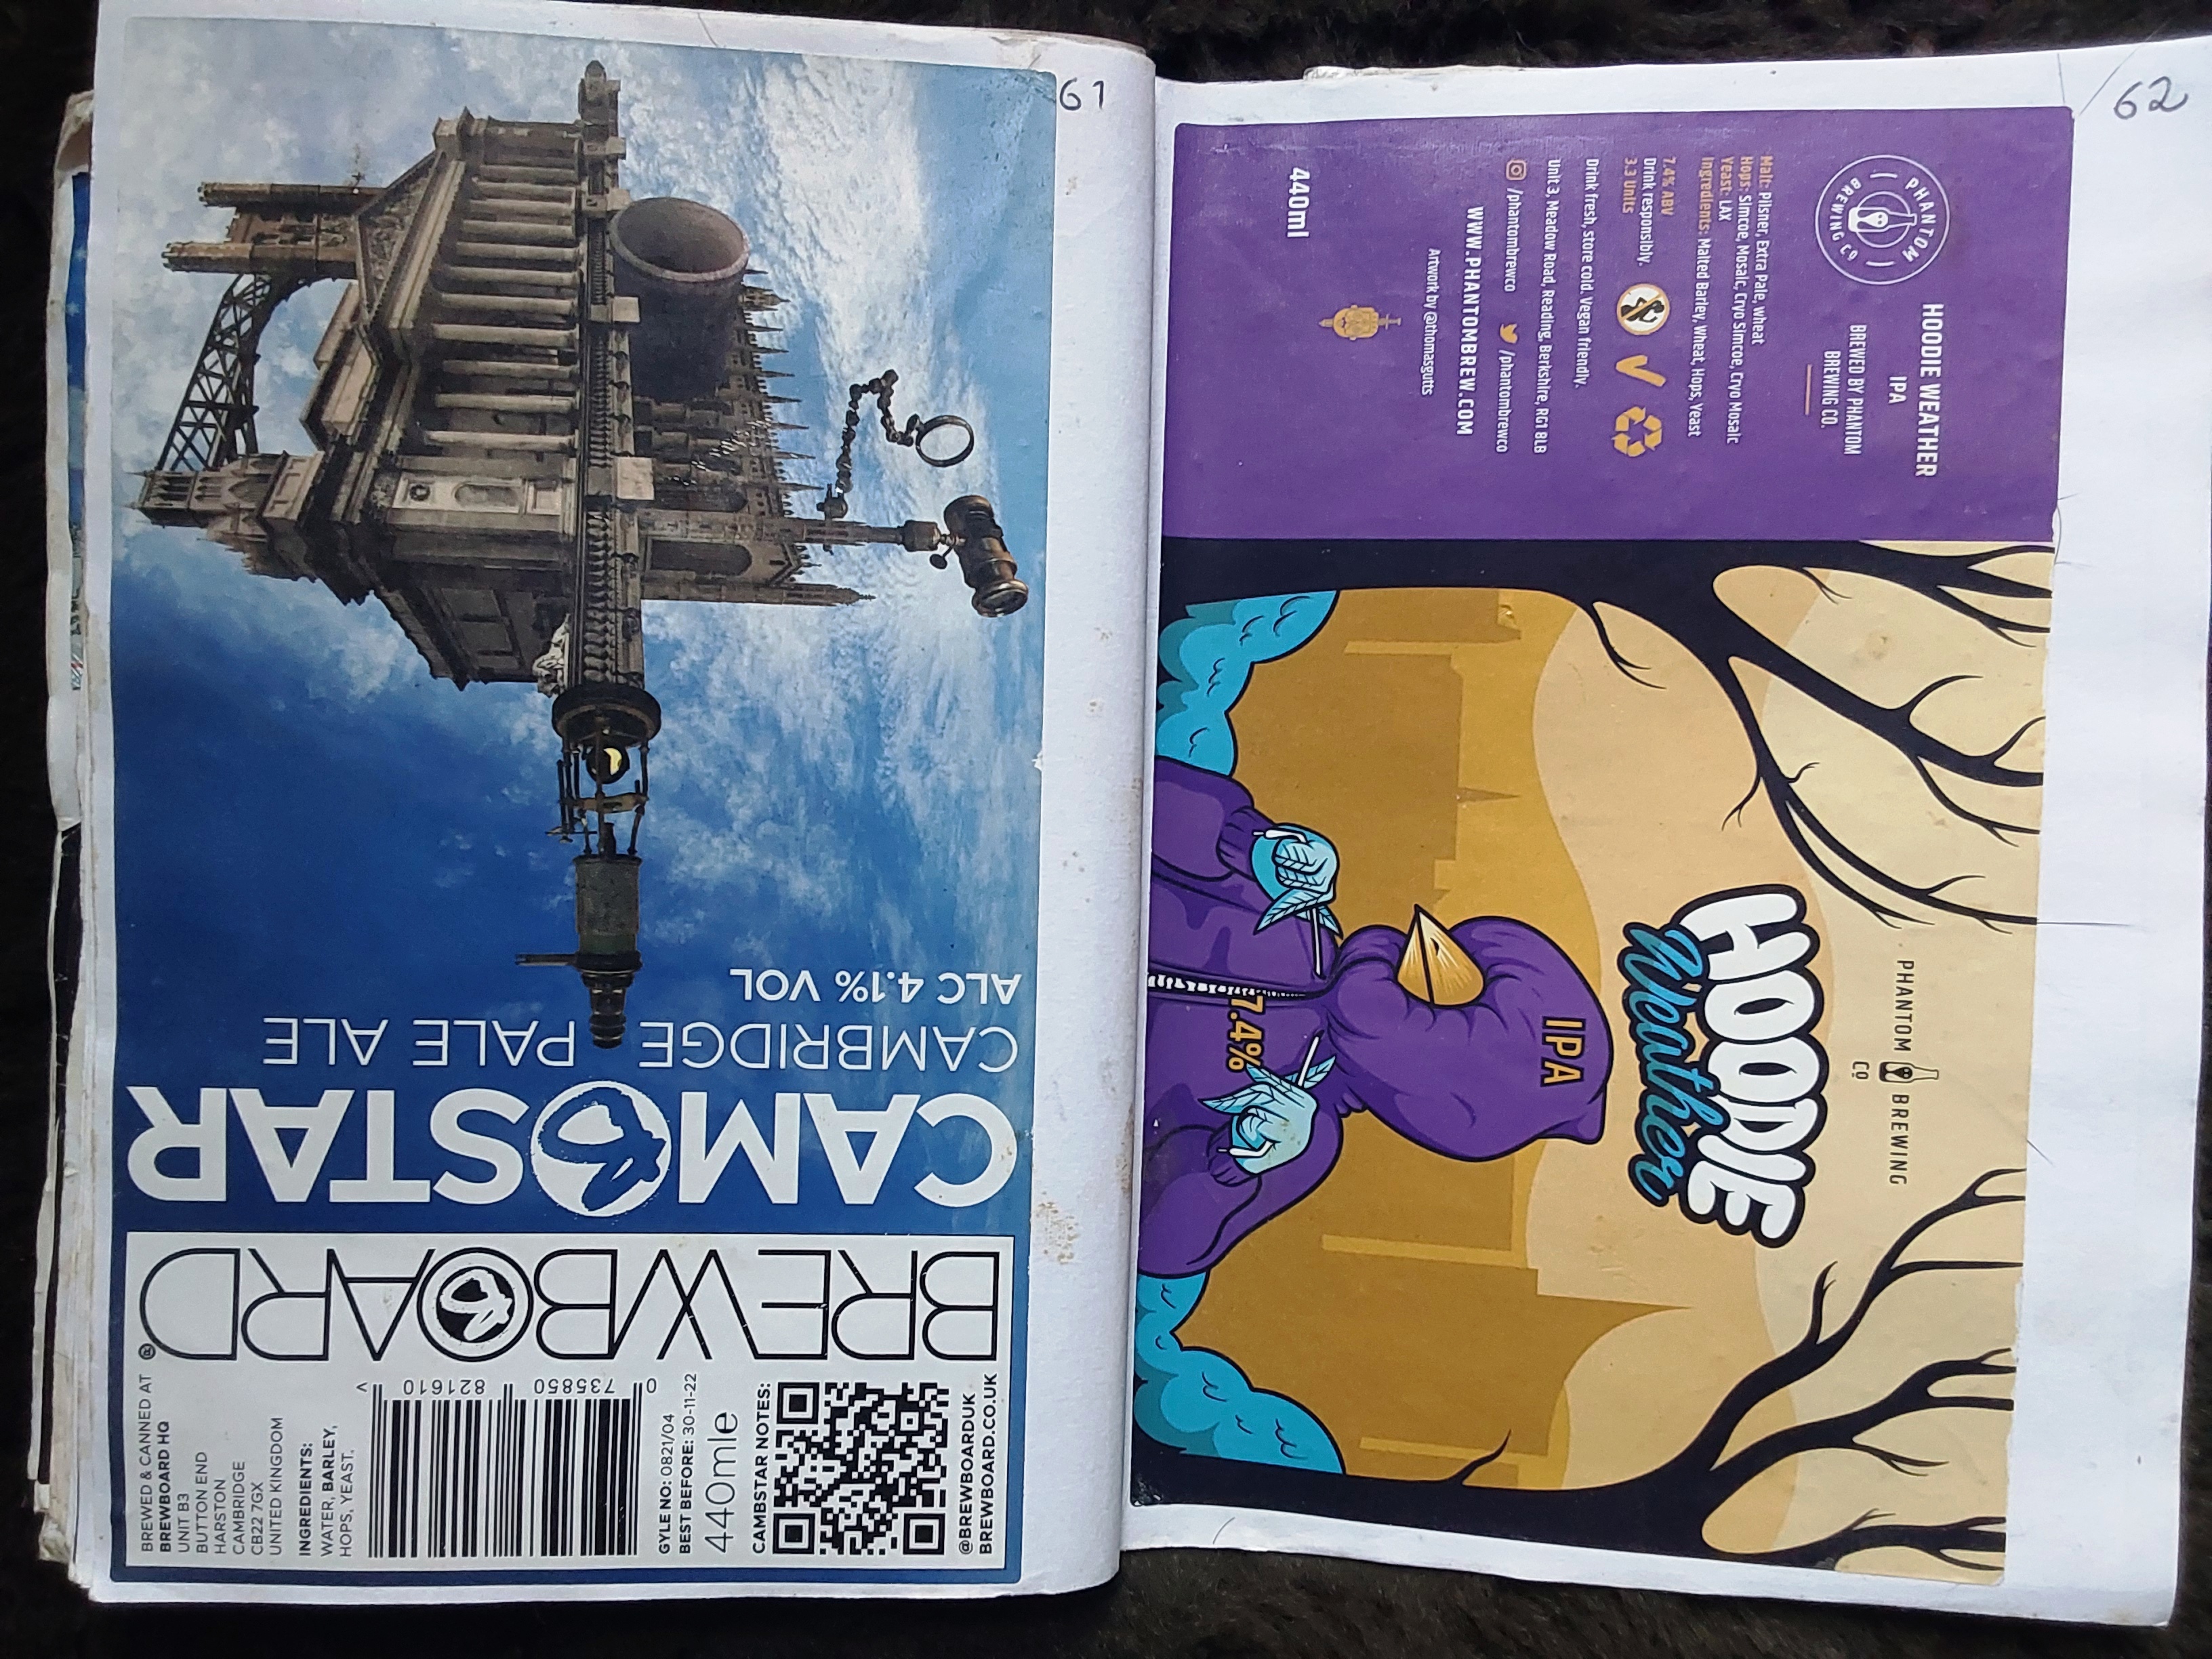 61
BREWBOARD
®
CAMBSTAR
CAMBRIDGE PALE ALE
ALC 4.1% VOL
BREWED & CANNED AT
BREWBOARD HQ
UNIT B3
BUTTON END
HARSTON
CAMBRIDGE
CB22 7GX
UNITED KINGDOM
INGREDIENTS:
WATER, BARLEY,
HOPS, YEAST.
0 735850 821610 >
GYLE NO: 0821/04
BEST BEFORE: 30-11-22
440mle
CAMBSTAR NOTES:
@BREWBOARDUK
BREWBOARD.CO.UK
62
PHANTOM
BREWING CO
HOODIE WEATHER
IPA
BREWED BY PHANTOM
BREWING CO.
Malt: Pilsner, Extra Pale, wheat
Hops: Simcoe, Mosaic, Cryo Simcoe, Cryo Mosaic
Yeast: LAX
Ingredients: Malted Barley, Wheat, Hops, Yeast
7.4% ABV
Drink responsibly.
3.3 Units
Drink fresh, store cold. Vegan friendly.
Unit 3, Meadow Road, Reading, Berkshire, RG1 8LB
/phantombrewco /phantombrewco
WWW.PHANTOMBREW.COM
Artwork by @thomasgutts
440ml
PHANTOM BREWING
CO
HOODIE
Weather
IPA
7.4%